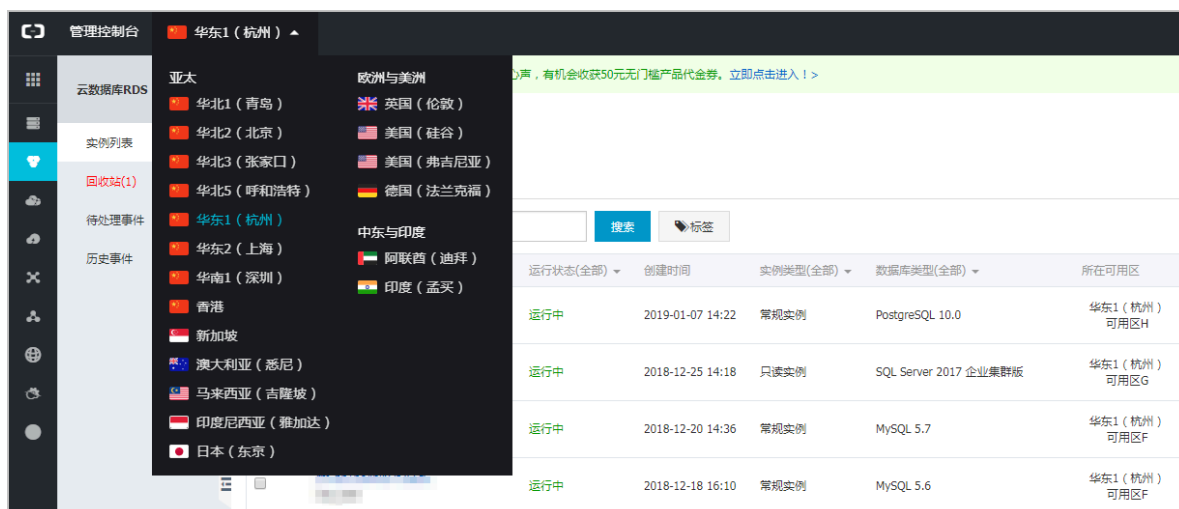 管理控制台
华东1 ( 杭州 )
云数据库RDS
实例列表
回收站(1)
待处理事件
历史事件
亚太
华北1 ( 青岛 )
华北2 ( 北京 )
华北3 ( 张家口 )
华北5 ( 呼和浩特 )
华东1 ( 杭州 )
华东2 ( 上海 )
华南1 ( 深圳 )
香港
新加坡
澳大利亚 ( 悉尼 )
马来西亚 ( 吉隆坡 )
印度尼西亚 ( 雅加达 )
日本 ( 东京 )
欧洲与美洲
英国 ( 伦敦 )
美国 ( 硅谷 )
美国 ( 弗吉尼亚 )
德国 ( 法兰克福 )
中东与印度
阿联酋 ( 迪拜 )
印度 ( 孟买 )
心声，有机会收获50元无门槛产品代金券。立即点击进入！>
搜索 标签
运行状态(全部) 创建时间 实例类型(全部) 数据库类型(全部) 所在可用区
运行中 2019-01-07 14:22 常规实例 PostgreSQL 10.0 华东1 ( 杭州 )
可用区H
运行中 2018-12-25 14:18 只读实例 SQL Server 2017 企业集群版 华东1 ( 杭州 )
可用区G
运行中 2018-12-20 14:36 常规实例 MySQL 5.7 华东1 ( 杭州 )
可用区F
运行中 2018-12-18 16:10 常规实例 MySQL 5.6 华东1 ( 杭州 )
可用区F